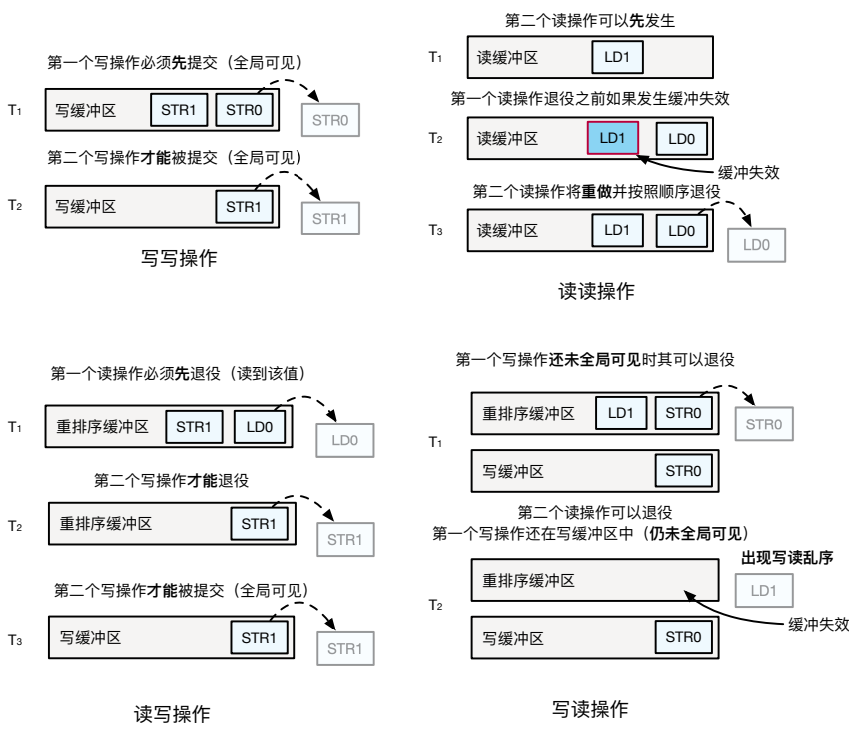 第一个写操作必须先提交（全局可见）
T1
写缓冲区
STR1
STR0
STR0
第二个写操作才能被提交（全局可见）
T2
写缓冲区
STR1
STR1
写写操作
第二个读操作可以先发生
T1
读缓冲区
LD1
第一个读操作退役之前如果发生缓冲失效
T2
读缓冲区
LD1
LD0
缓冲失效
第二个读操作将重做并按照顺序退役
T3
读缓冲区
LD1
LD0
LD0
读读操作
第一个读操作必须先退役（读到该值）
T1
重排序缓冲区
STR1
LD0
LD0
第二个写操作才能退役
T2
重排序缓冲区
STR1
STR1
第二个写操作才能被提交（全局可见）
T3
写缓冲区
STR1
STR1
读写操作
第一个写操作还未全局可见时其可以退役
T1
重排序缓冲区
LD1
STR0
STR0
写缓冲区
STR0
第二个读操作可以退役
第一个写操作还在写缓冲区中（仍未全局可见）
出现写读乱序
T2
重排序缓冲区
LD1
缓冲失效
写缓冲区
STR0
写读操作